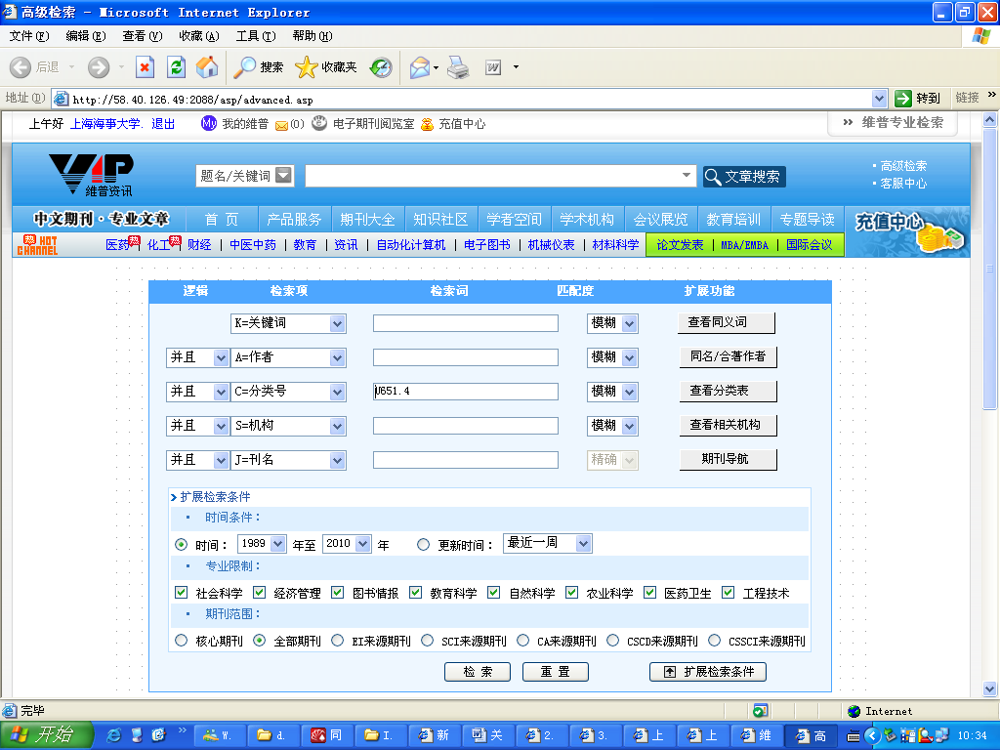 高级检索 - Microsoft Internet Explorer
文件(F) 编辑(E) 查看(V) 收藏(A) 工具(T) 帮助(H)
后退 搜索 收藏夹
地址(D) http://58.40.126.49:2088/asp/advanced.asp 转到 链接 »
上午好 上海海事大学. 退出 My 我的维普 (0) 电子期刊阅览室 充值中心 » 维普专业检索
VIP 维普资讯 题名/关键词 文章搜索 · 高级检索
· 客服中心
中文期刊·专业文章 首 页 产品服务 期刊大全 知识社区 学者空间 学术机构 会议展览 教育培训 专题导读 充值中心
热 HOT CHANNEL 医药热 化工热 财经 | 中医中药 | 教育 | 资讯 | 自动化计算机 | 电子图书 | 机械仪表 | 材料科学 论文发表 | MBA/EMBA | 国际会议
逻辑 检索项 检索词 匹配度 扩展功能
K=关键词 模糊 查看同义词
并且 A=作者 模糊 同名/合著作者
并且 C=分类号 U651.4 模糊 查看分类表
并且 S=机构 模糊 查看相关机构
并且 J=刊名 精确 期刊导航
扩展检索条件
· 时间条件：
时间： 1989 年至 2010 年 更新时间： 最近一周
· 专业限制：
社会科学 经济管理 图书情报 教育科学 自然科学 农业科学 医药卫生 工程技术
· 期刊范围：
核心期刊 全部期刊 EI来源期刊 SCI来源期刊 CA来源期刊 CSCD来源期刊 CSSCI来源期刊
检 索 重 置 扩展检索条件
完毕 Internet
开始 » W. d. 同 I. 新 关 2. 3. 上 上 维 高 10:34